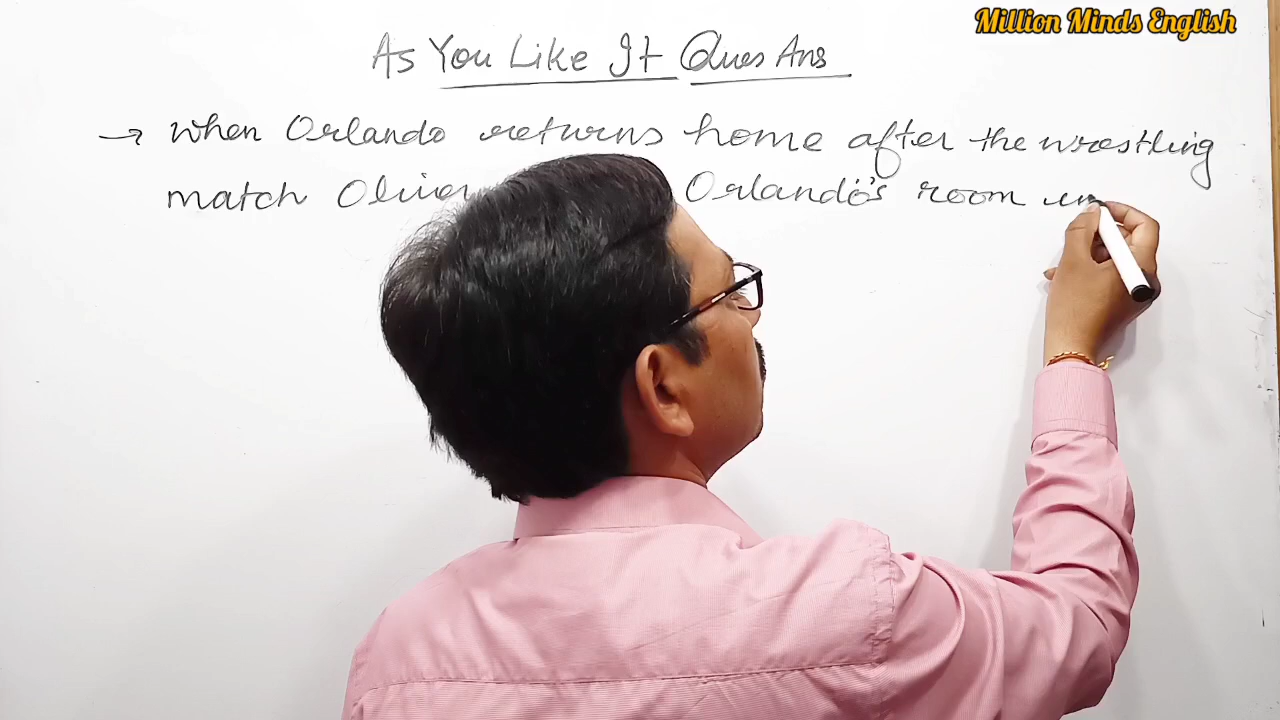 Million Minds English
As You Like It Ques Ans
→ when Orlando returns home after the wrestling
match Orlando's room